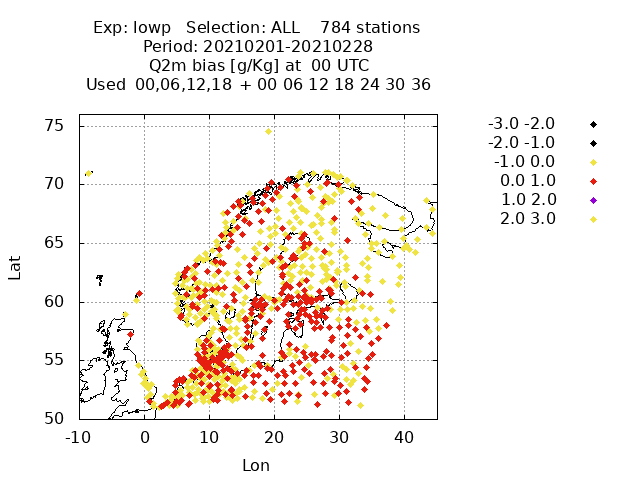 Exp: lowp   Selection: ALL    784 stations
Period: 20210201-20210228
Q2m bias [g/Kg] at  00 UTC
Used  00,06,12,18 + 00 06 12 18 24 30 36
75
70
65
60
55
50
-10 0 10 20 30 40
Lat
Lon
-3.0 -2.0
-2.0 -1.0
-1.0 0.0
0.0 1.0
1.0 2.0
2.0 3.0